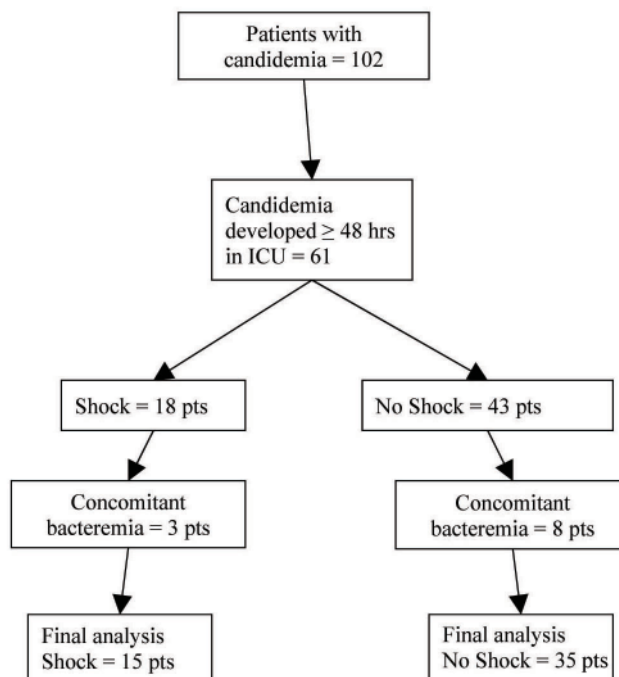 Patients with
candidemia = 102
Candidemia
developed ≥ 48 hrs
in ICU = 61
Shock = 18 pts
No Shock = 43 pts
Concomitant
bacteremia = 3 pts
Concomitant
bacteremia = 8 pts
Final analysis
Shock = 15 pts
Final analysis
No Shock = 35 pts